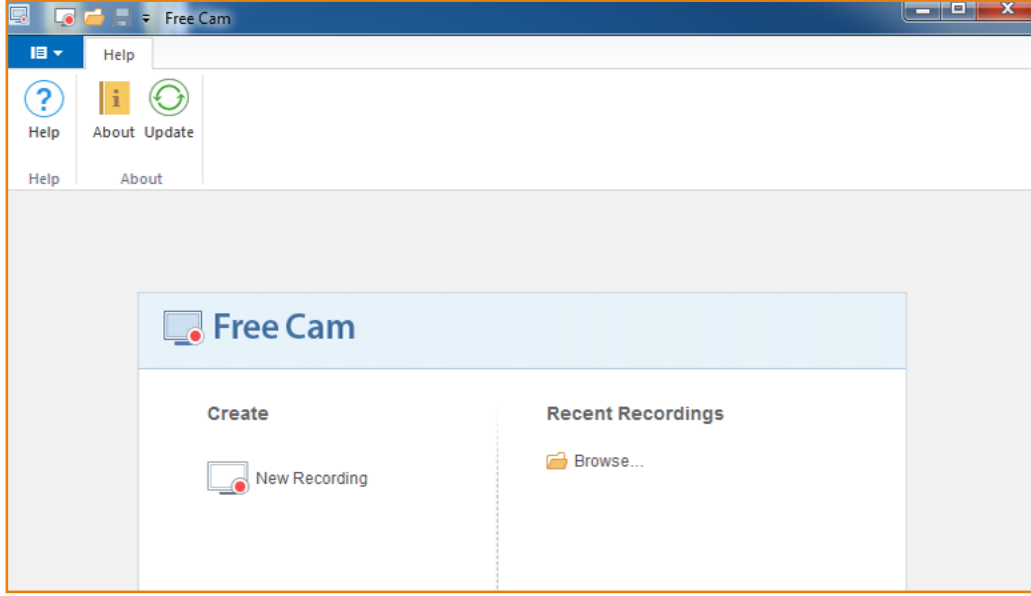 Free Cam
Help
Help
About Update
Help
About
Free Cam
Create
New Recording
Recent Recordings
Browse...